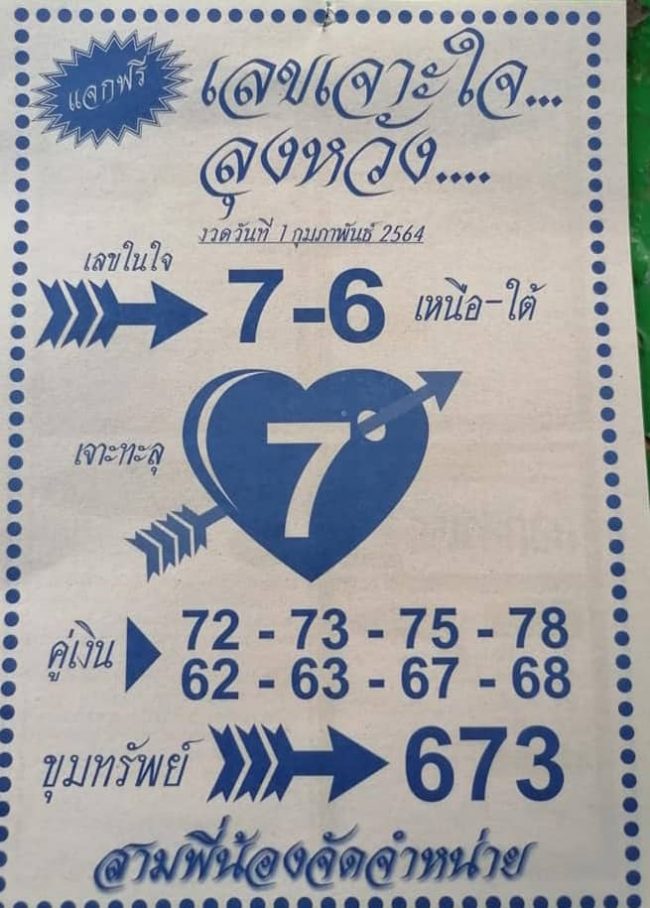 แจกฟรี
เลขเจาะใจ...
ลุงหวัง....
งวดวันที่ 1 กุมภาพันธ์ 2564
เลขในใจ
7-6 เหนือ-ใต้
เจาะทะลุ 7
คู่เงิน 72 - 73 - 75 - 78
62 - 63 - 67 - 68
ขุมทรัพย์ 673
สามพี่น้องจัดจำหน่าย